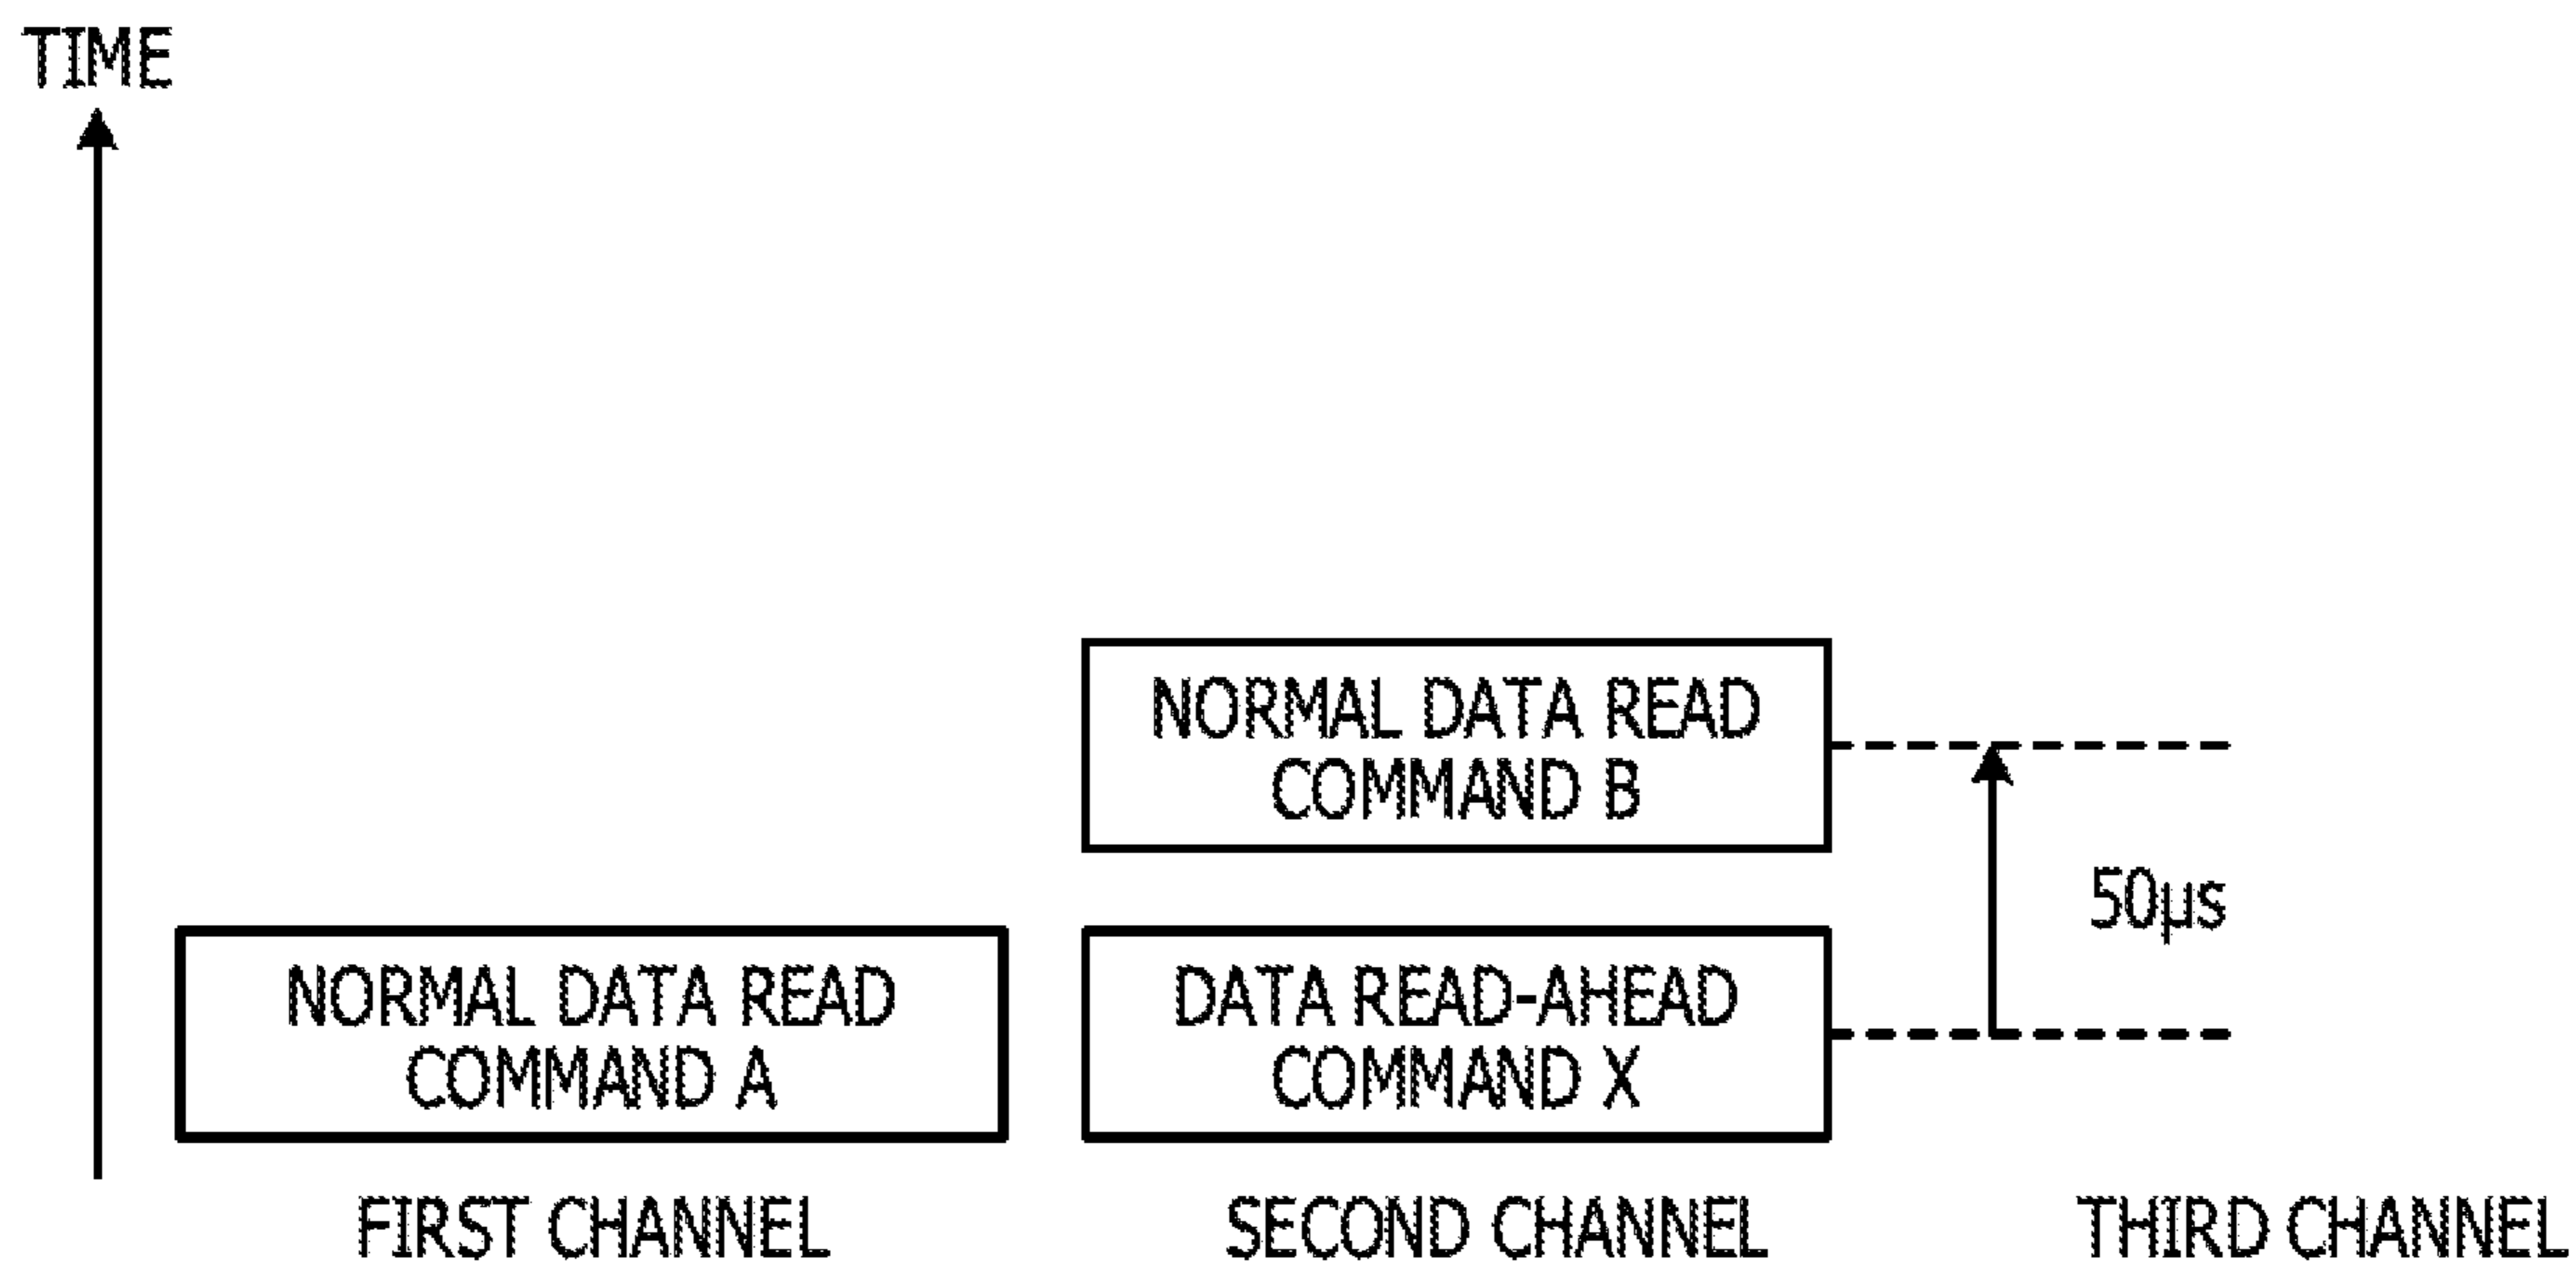 TIME
NORMAL DATA READ
COMMAND B
50µs
NORMAL DATA READ
COMMAND A
DATA READ-AHEAD
COMMAND X
FIRST CHANNEL
SECOND CHANNEL
THIRD CHANNEL